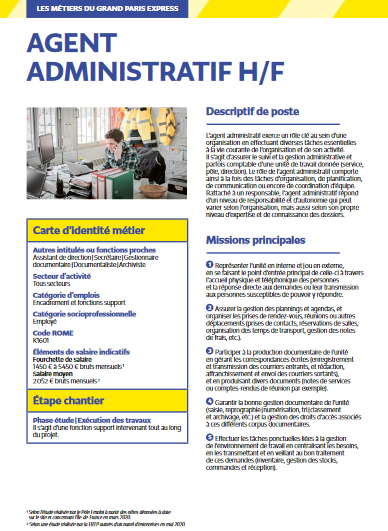 LES MÉTIERS DU GRAND PARIS EXPRESS
AGENT
ADMINISTRATIF H/F
Descriptif de poste
L'agent administratif exerce un rôle clé au sein d'une
organisation en effectuant diverses tâches essentielles
à la vie courante de l'organisation et de son activité.
Il s'agit d'assurer le suivi et la gestion administrative et
parfois comptable d'une unité de travail donnée (service,
pôle, direction). Le rôle de l'agent administratif comporte
ainsi à la fois des tâches d'organisation, de planification,
de communication ou encore de coordination d'équipe.
Rattaché à un responsable, l'agent administratif répond
d'un niveau de responsabilité et d'autonomie qui peut
varier selon l'organisation, mais aussi selon son propre
niveau d'expertise et de connaissance des dossiers.
Carte d'identité métier
Autres intitulés ou fonctions proches
Assistant de direction | Secrétaire | Gestionnaire
documentaire | Documentaliste | Archiviste
Secteur d'activité
Tous secteurs
Catégorie d'emplois
Encadrement et fonctions support
Catégorie socioprofessionnelle
Employé
Code ROME
K1601
Éléments de salaire indicatifs
Fourchette de salaire
1450 € à 5450 € bruts mensuels¹
Salaire moyen
2052 € bruts mensuels²
Étape chantier
Phase étude | Exécution des travaux
Il s'agit d'une fonction support intervenant tout au long
du projet.
Missions principales
1 Représenter l'unité en interne et/ou en externe,
en se faisant le point d'entrée principal de celle-ci à travers
l'accueil physique et téléphonique des personnes
et la réponse directe aux demandes ou leur transmission
aux personnes susceptibles de pouvoir y répondre.
2 Assurer la gestion des plannings et agendas, et
organiser les prises de rendez-vous, réunions ou autres
déplacements (prises de contacts, réservations de salles,
organisation des temps de transport, gestion des notes
de frais, etc.).
3 Participer à la production documentaire de l'unité
en gérant les correspondances écrites (enregistrement
et transmission des courriers entrants, et rédaction,
affranchissement et envoi des courriers sortants),
et en produisant divers documents (notes de services
ou comptes-rendus de réunion par exemple).
4 Garantir la bonne gestion documentaire de l'unité
(saisie, reprographie | numérisation, tri | classement
et archivage, etc.) et la gestion des droits d'accès associés
à ces différents corpus documentaires.
5 Effectuer les tâches ponctuelles liées à la gestion
de l'environnement de travail en centralisant les besoins,
en les transmettant et en veillant au bon traitement
de ces demandes (inventaire, gestion des stocks,
commandes et réception).
¹ Selon l'étude réalisée par le Pôle Emploi à partir des offres déposées à date
sur le site et concernant l'Île-de-France en mars 2020.
² Selon une étude réalisée par la FRTP auprès d'un panel d'entreprises en mai 2020.